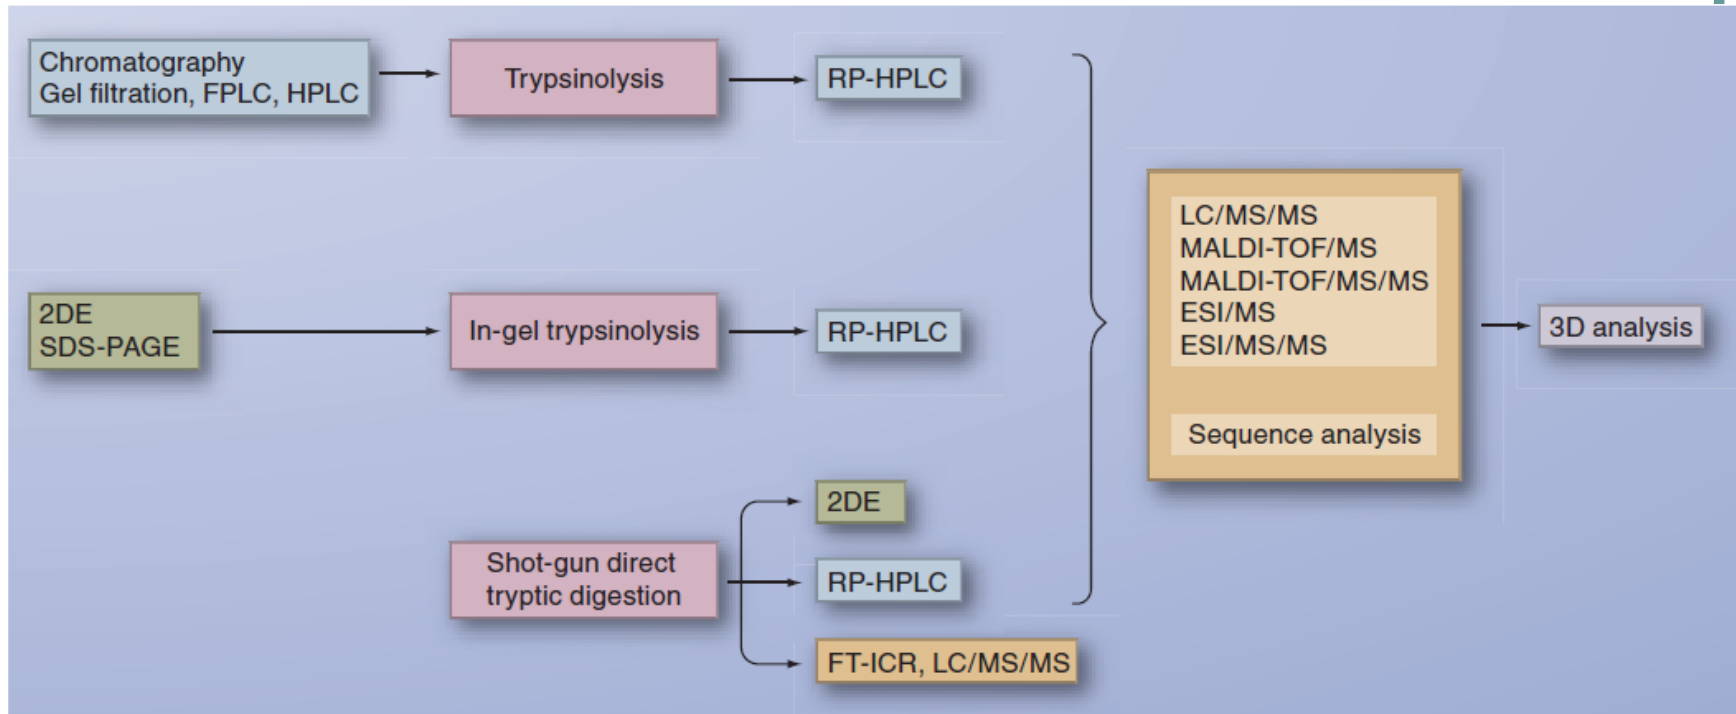 Chromatography
Gel filtration, FPLC, HPLC
Trypsinolysis
RP-HPLC
2DE
SDS-PAGE
In-gel trypsinolysis
RP-HPLC
Shot-gun direct
tryptic digestion
2DE
RP-HPLC
FT-ICR, LC/MS/MS
LC/MS/MS
MALDI-TOF/MS
MALDI-TOF/MS/MS
ESI/MS
ESI/MS/MS
Sequence analysis
3D analysis